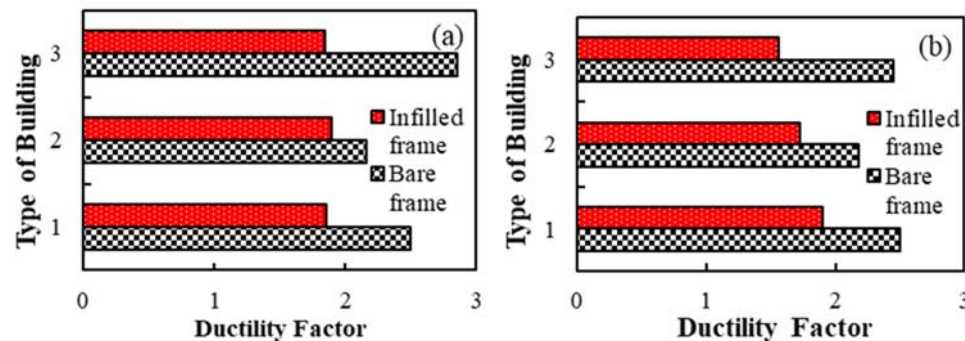 (a)
Type of Building
3
2
1
Infilled
frame
Bare
frame
0 1 2 3
Ductility Factor
(b)
Type of Building
3
2
1
Infilled
frame
Bare
frame
0 1 2 3
Ductility Factor